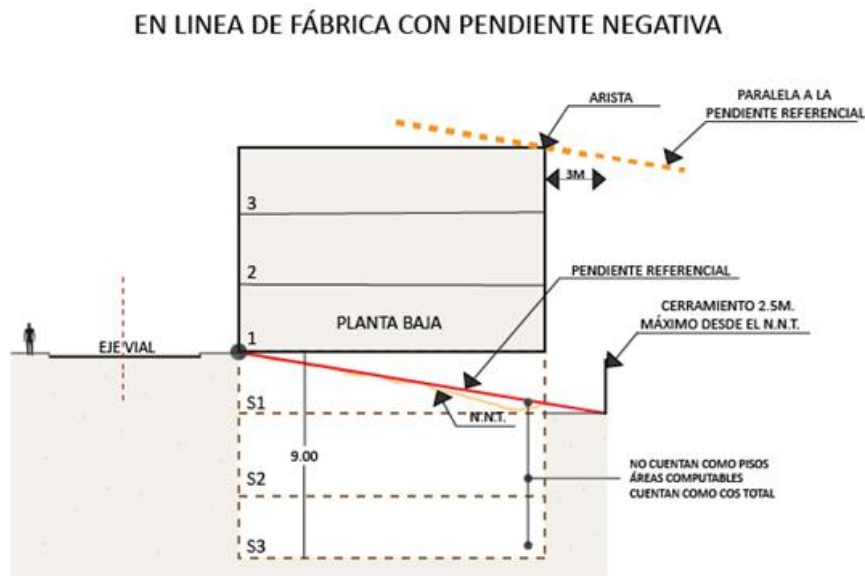 EN LINEA DE FÁBRICA CON PENDIENTE NEGATIVA
ARISTA
PARALELA A LA
PENDIENTE REFERENCIAL
3M
3
2
PENDIENTE REFERENCIAL
CERRAMIENTO 2.5M.
MÁXIMO DESDE EL N.N.T.
PLANTA BAJA
1
EJE VIAL
S1
N.N.T.
9.00
S2
NO CUENTAN COMO PISOS
ÁREAS COMPUTABLES
CUENTAN COMO COS TOTAL
S3